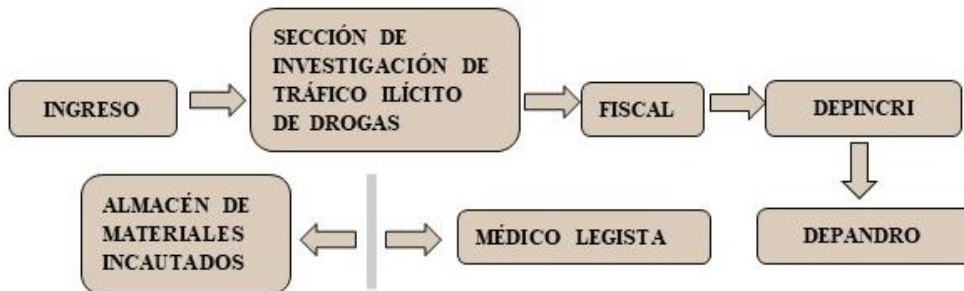 INGRESO
SECCIÓN DE
INVESTIGACIÓN DE
TRÁFICO ILÍCITO
DE DROGAS
FISCAL
DEPINCRI
ALMACÉN DE
MATERIALES
INCAUTADOS
MÉDICO LEGISTA
DEPANDRO